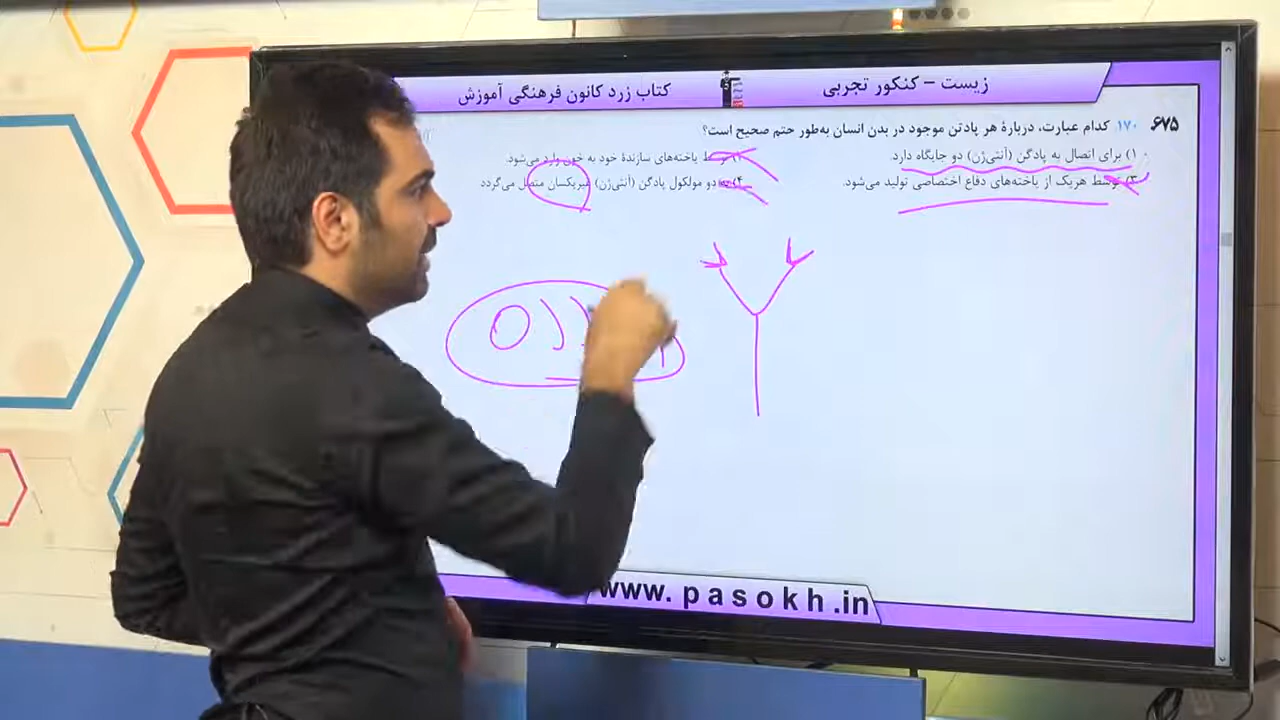 زیست – کنکور تجربی
کتاب زرد کانون فرهنگی آموزش
۶۷۵. ۱۷۰ کدام عبارت، دربارهٔ هر پادتن موجود در بدن انسان به‌طور حتم صحیح است؟
۱) برای اتصال به پادگن (آنتی‌ژن) دو جایگاه دارد.
یاخته‌های سازندهٔ خود به خون وارد می‌شود.
۳) توسط هریک از یاخته‌های دفاع اختصاصی تولید می‌شود.
۴) به دو مولکول پادگن (آنتی‌ژن) غیریکسان متصل می‌گردد
www.pasokh.in